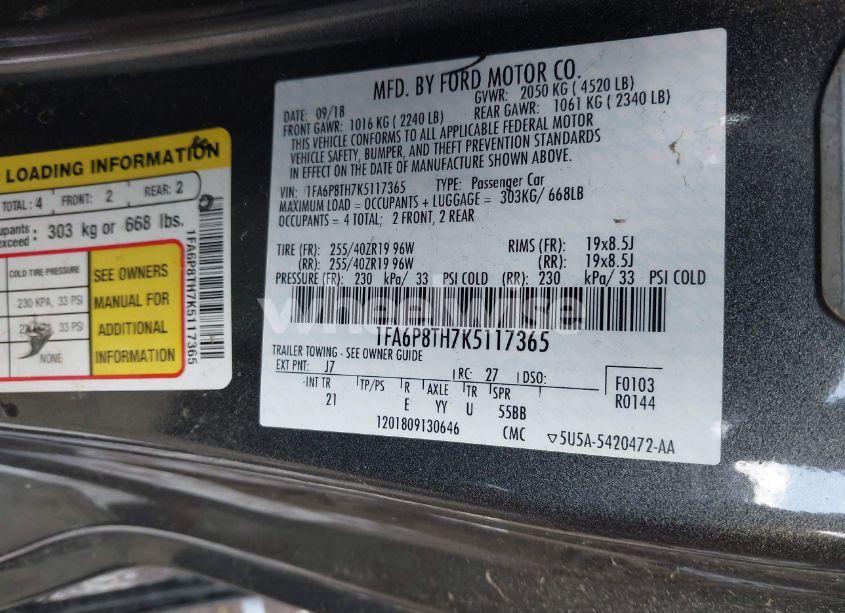 LOADING INFORMATION
TOTAL: 4 FRONT: 2 REAR: 2
303 kg or 668 lbs.
COLD TIRE PRESSURE
230 KPA, 33 PSI
33 PSI
NONE
SEE OWNERS
MANUAL FOR
ADDITIONAL
INFORMATION
1FA6P8TH7K5117365
MFD. BY FORD MOTOR CO.
DATE: 09/18 GVWR: 2050 KG ( 4520 LB)
FRONT GAWR: 1016 KG ( 2240 LB) REAR GAWR: 1061 KG ( 2340 LB)
THIS VEHICLE CONFORMS TO ALL APPLICABLE FEDERAL MOTOR
VEHICLE SAFETY, BUMPER, AND THEFT PREVENTION STANDARDS
IN EFFECT ON THE DATE OF MANUFACTURE SHOWN ABOVE.
VIN: 1FA6P8TH7K5117365 TYPE: Passenger Car
MAXIMUM LOAD = OCCUPANTS + LUGGAGE = 303KG/ 668LB
OCCUPANTS = 4 TOTAL; 2 FRONT, 2 REAR
TIRE (FR): 255/40ZR19 96W RIMS (FR): 19x8.5J
(RR): 255/40ZR19 96W (RR): 19x8.5J
PRESSURE (FR): 230 kPa/ 33 PSI COLD (RR): 230 kPa/ 33 PSI COLD
wheelwise
1FA6P8TH7K5117365
TRAILER TOWING - SEE OWNER GUIDE
EXT PNT: J7 RC: 27 DSO: F0103
INT TR TP/PS R AXLE TR SPR R0144
21 E YY U 55BB
1201809130646 CMC 5U5A-5420472-AA